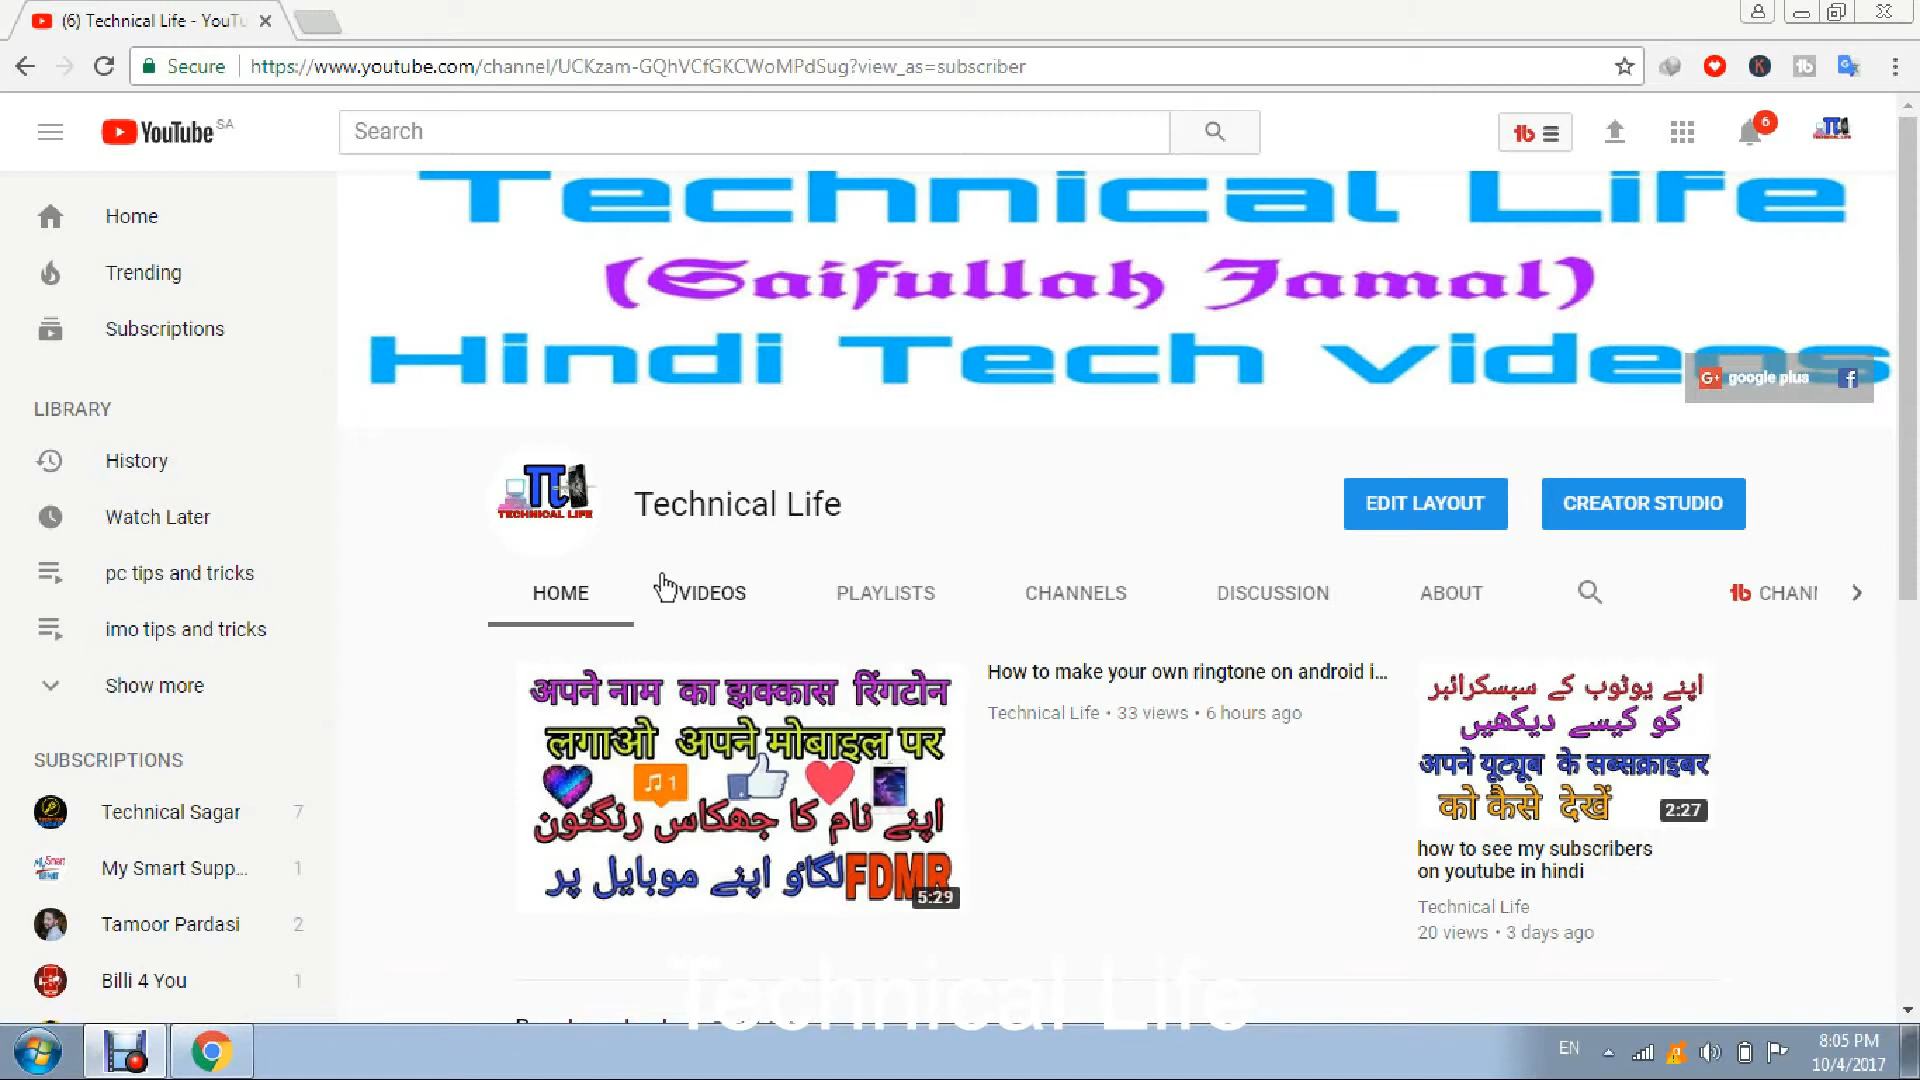 (6) Technical Life - YouTu
Secure
https://www.youtube.com/channel/UCKzam-GQhVCfGKCWoMPdSug?view_as=subscriber
YouTube SA
Search
6
Home
Trending
Subscriptions
LIBRARY
History
Watch Later
pc tips and tricks
imo tips and tricks
Show more
SUBSCRIPTIONS
Technical Sagar 7
My Smart Supp... 1
Tamoor Pardasi 2
Billi 4 You 1
Technical Life
(Saifullah Jamal)
Hindi Tech Videos
G+ google plus f
TECHNICAL LIFE
Technical Life
EDIT LAYOUT
CREATOR STUDIO
HOME VIDEOS PLAYLISTS CHANNELS DISCUSSION ABOUT CHANN
अपने नाम का झक्कास रिंगटोन
लगाओ अपने मोबाइल पर
1
اپنے نام کا جھکاس رنگٹون
لگاؤ اپنے موبایل پر FDMR
5:29
How to make your own ringtone on android i...
Technical Life • 33 views • 6 hours ago
اپنے یوٹوب کے سبسکرائبر
کو کیسے دیکھیں
अपने यूट्यूब के सब्सक्राइबर
को कैसे देखें
2:27
how to see my subscribers
on youtube in hindi
Technical Life
20 views • 3 days ago
Technical Life
EN
8:05 PM
10/4/2017